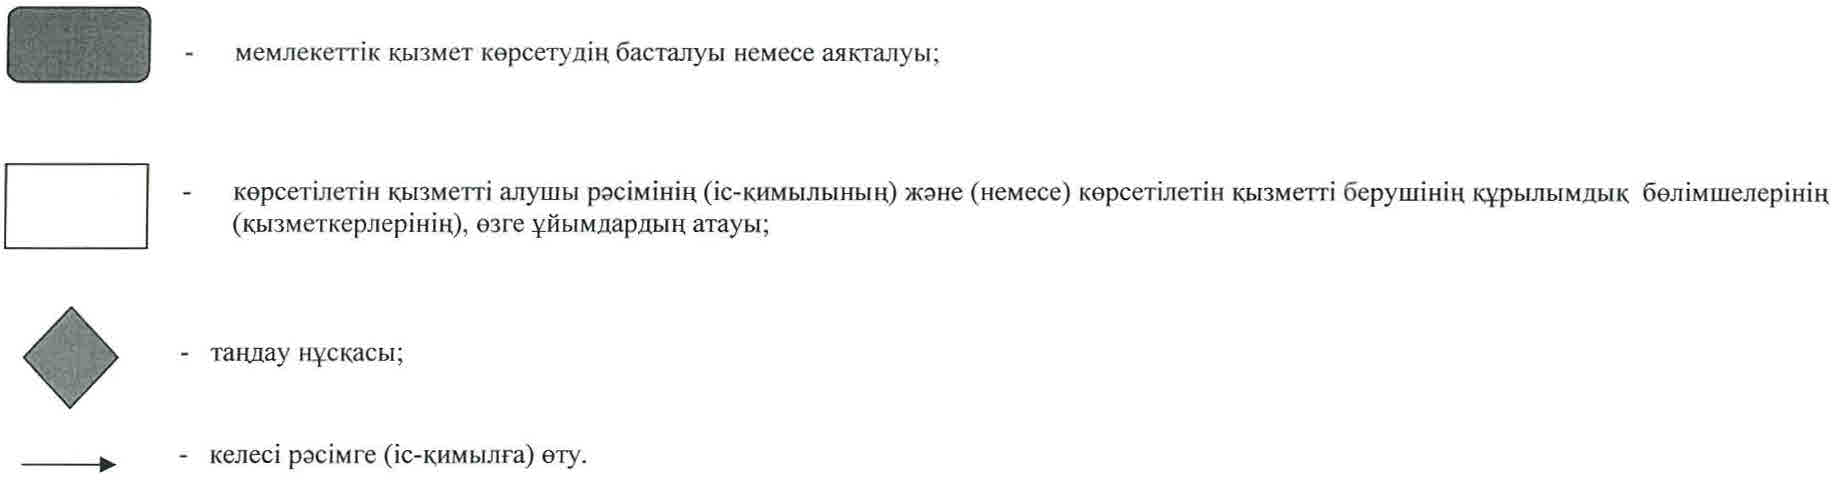 - мемлекеттік қызмет көрсетудің басталуы немесе аяқталуы;
- көрсетілетін қызметті алушы рәсімінің (іс-қимылының) және (немесе) көрсетілетін қызметті берушінің құрылымдық бөлімшелерінің
(қызметкерлерінің), өзге ұйымдардың атауы;
- таңдау нұсқасы;
- келесі рәсімге (іс-қимылға) өту.